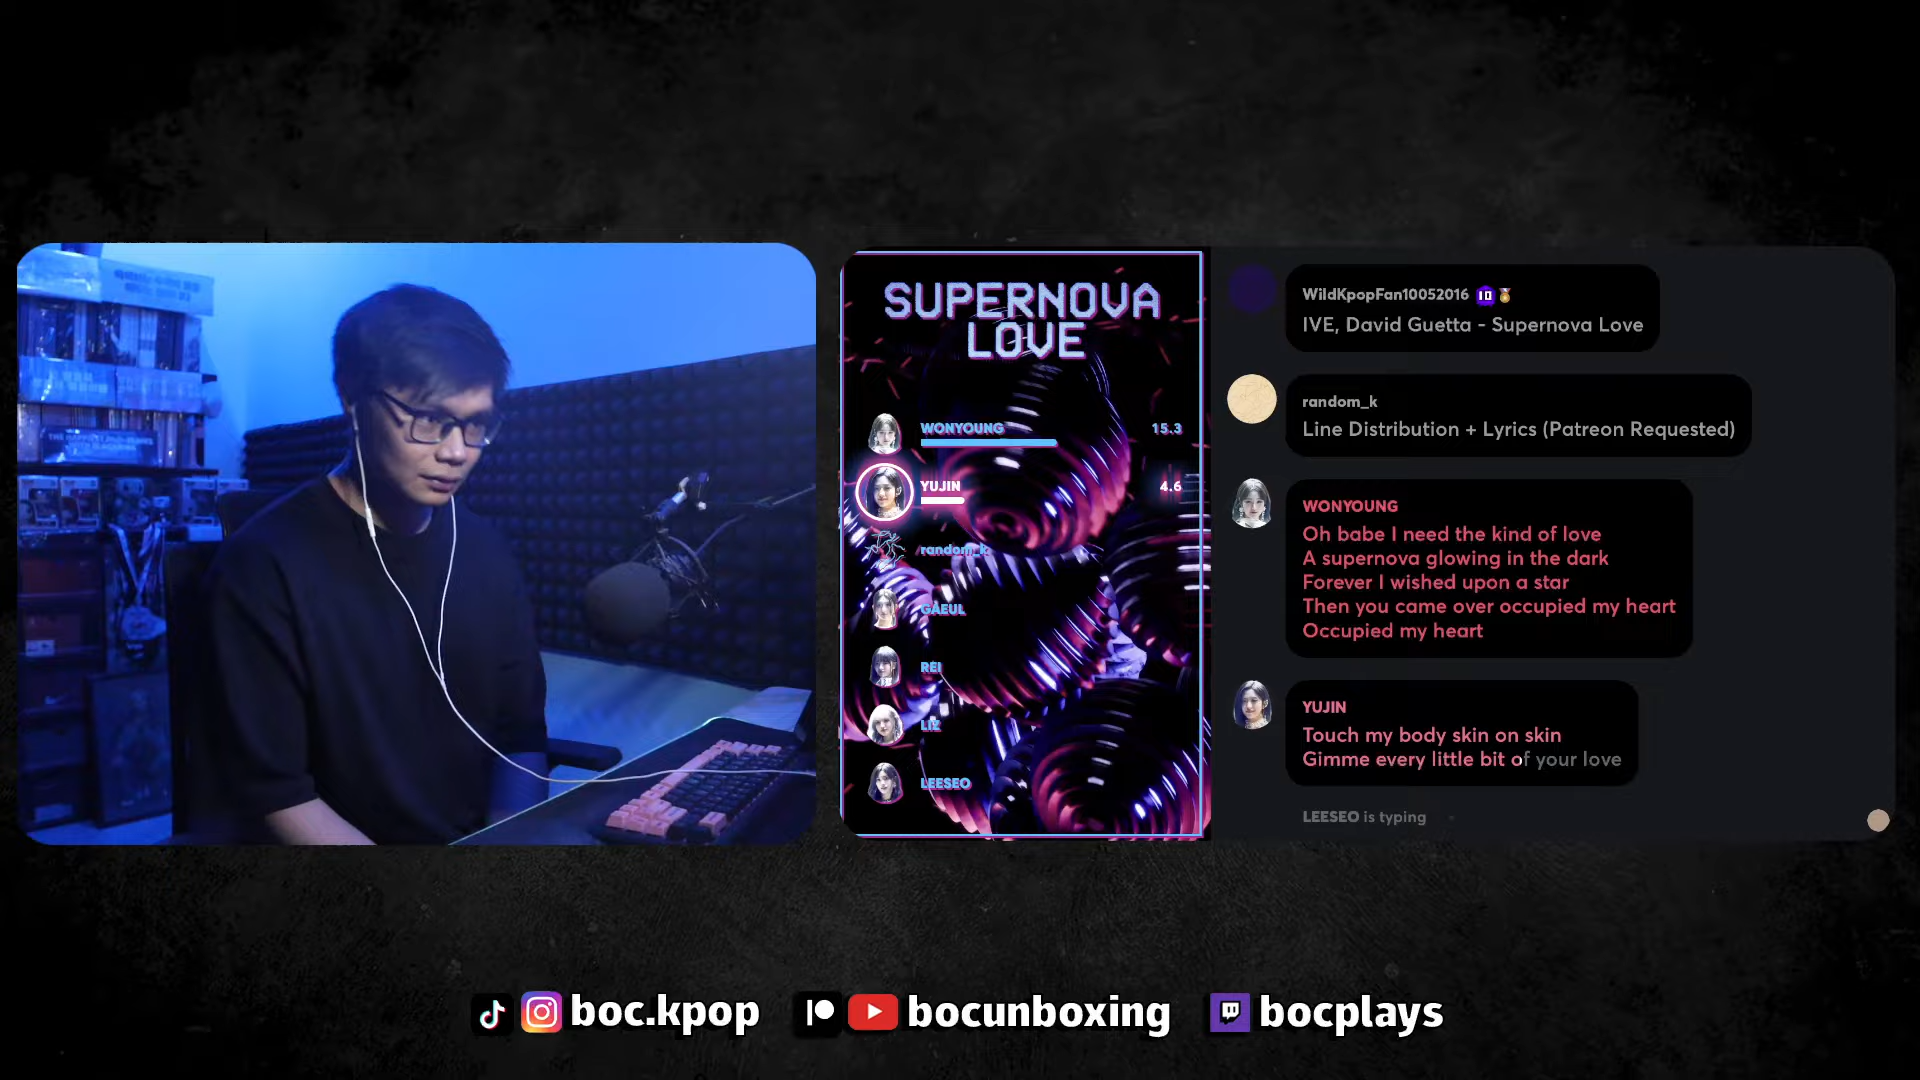 SUPERNOVA
LOVE
WONYOUNG 15.3
YUJIN 4.6
random_k
GAEUL
REI
LIZ
LEESEO
WildKpopFan10052016 10
IVE, David Guetta - Supernova Love
random_k
Line Distribution + Lyrics (Patreon Requested)
WONYOUNG
Oh babe I need the kind of love
A supernova glowing in the dark
Forever I wished upon a star
Then you came over occupied my heart
Occupied my heart
YUJIN
Touch my body skin on skin
Gimme every little bit of your love
LEESEO is typing
boc.kpop bocunboxing bocplays